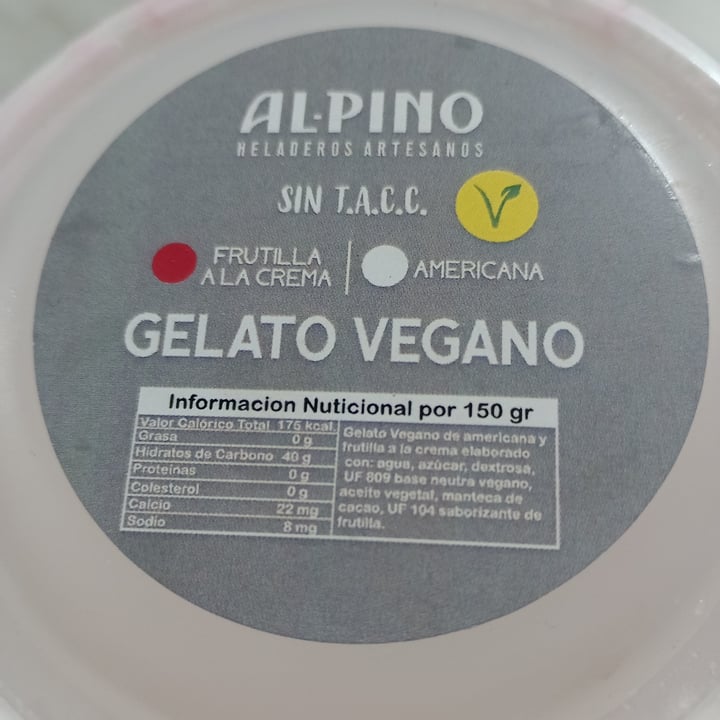 AL·PINO
HELADEROS ARTESANOS
SIN T.A.C.C.
FRUTILLA
A LA CREMA
AMERICANA
GELATO VEGANO
Informacion Nuticional por 150 gr
Valor Calórico Total 175 kcal.
Grasa 0 g
Hidratos de Carbono 40 g
Proteínas 0 g
Colesterol 0 g
Calcio 22 mg
Sodio 8 mg
Gelato Vegano de americana y
frutilla a la crema elaborado
con: agua, azúcar, dextrosa,
UF 809 base neutra vegano,
aceite vegetal, manteca de
cacao, UF 104 saborizante de
frutilla.